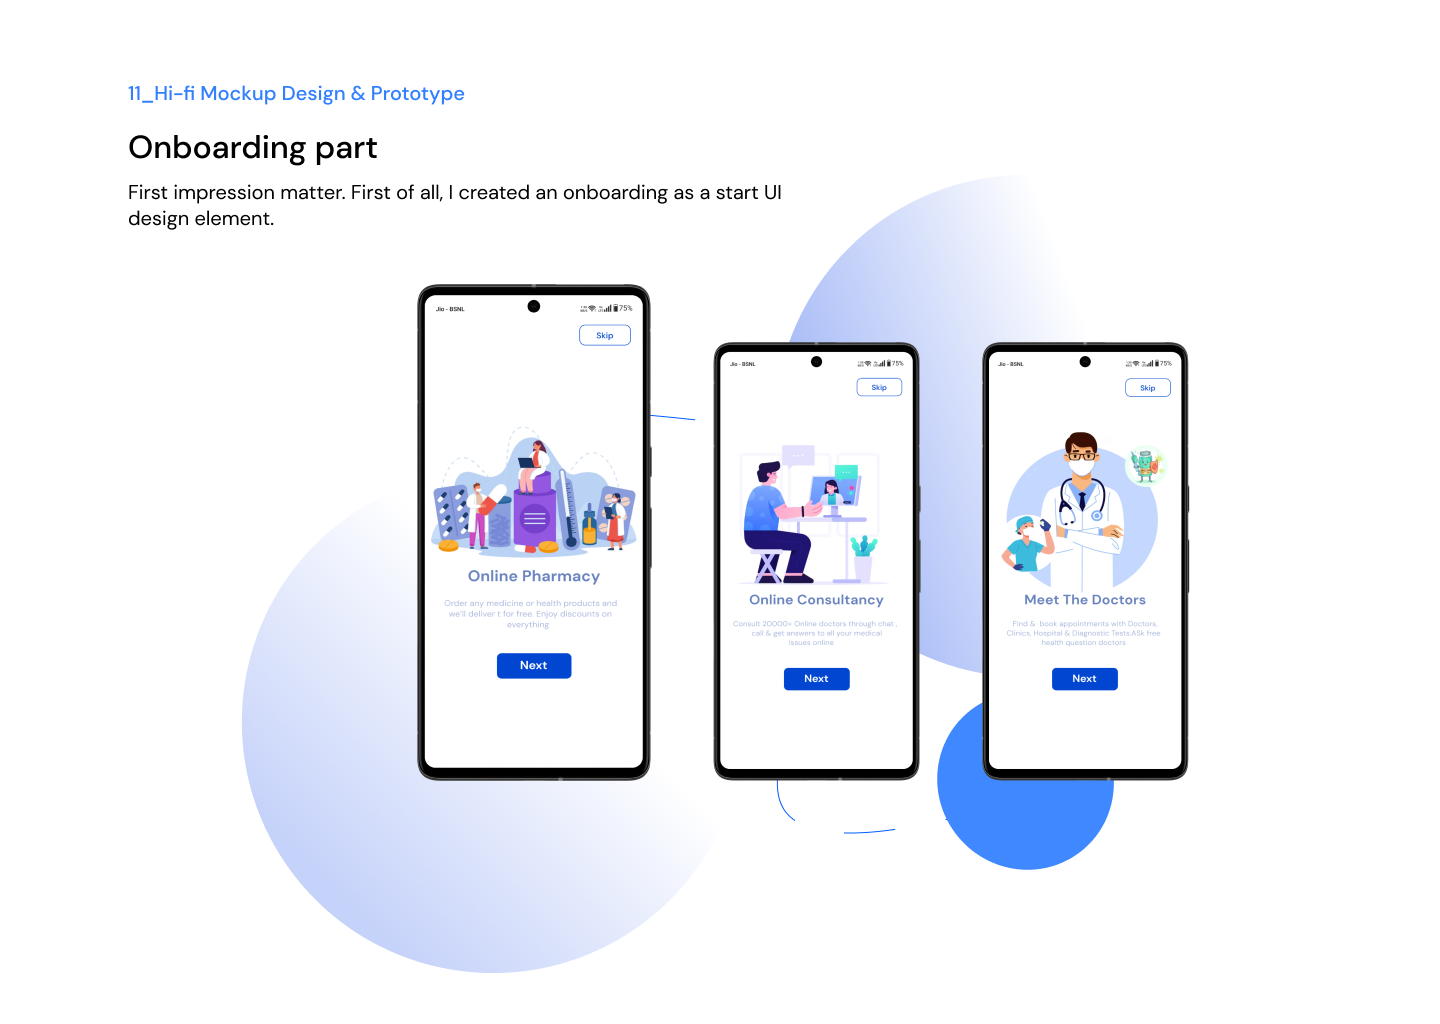 11_Hi-fi Mockup Design & Prototype
Onboarding part
First impression matter. First of all, I created an onboarding as a start UI
design element.
Jio - BSNL
75%
Skip
Online Pharmacy
Order any medicine or health products and
we'll deliver t for free. Enjoy discounts on
everything
Next
Jio - BSNL
75%
Skip
Online Consultancy
Consult 20000+ Online doctors through chat ,
call & get answers to all your medical
issues online
Next
Jio - BSNL
75%
Skip
Meet The Doctors
Find & book appointments with Doctors,
Clinics, Hospital & Diagnostic Tests.ASk free
health question doctors
Next